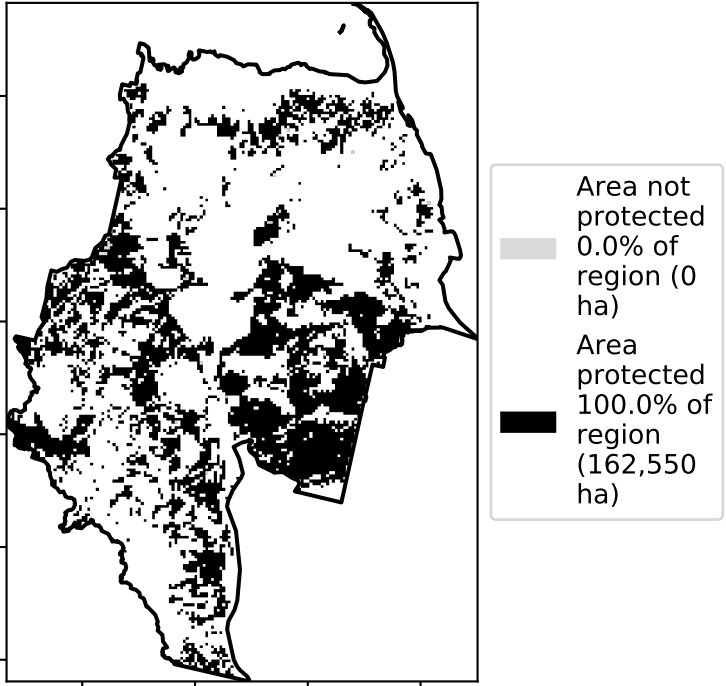 Area not
protected
0.0% of
region (0
ha)
Area
protected
100.0% of
region
(162,550
ha)